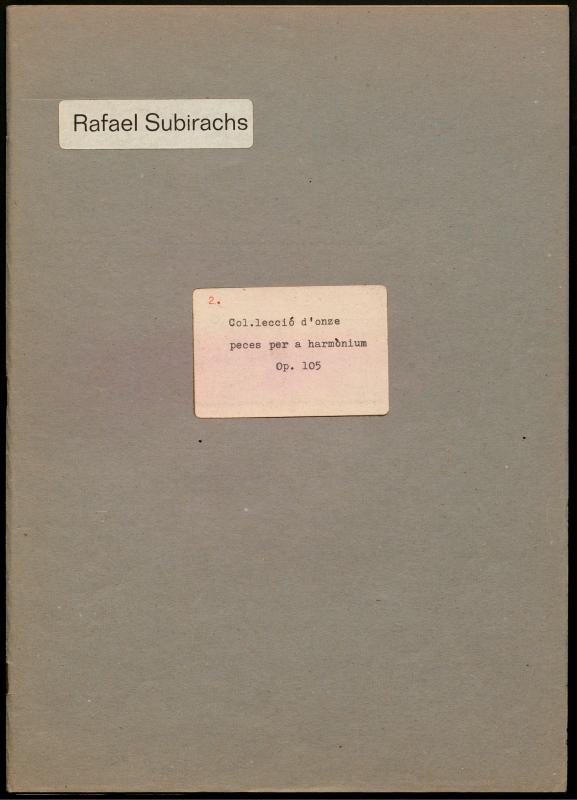 Rafael Subirachs
2.
Col.lecció d'onze
peces per a harmònium
Op. 105